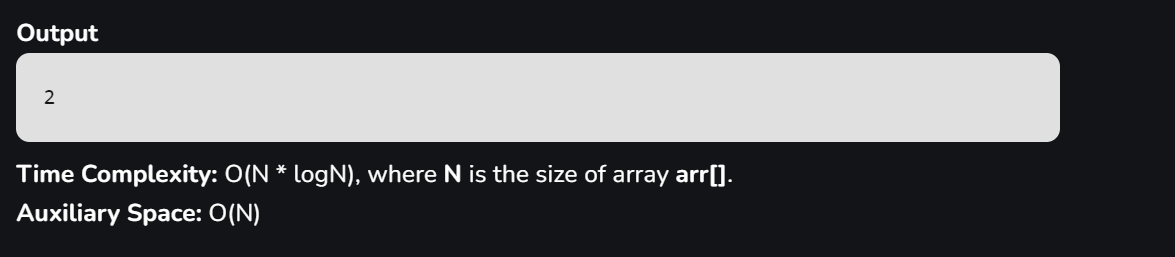 Output
2
Time Complexity: O(N * logN), where N is the size of array arr[].
Auxiliary Space: O(N)